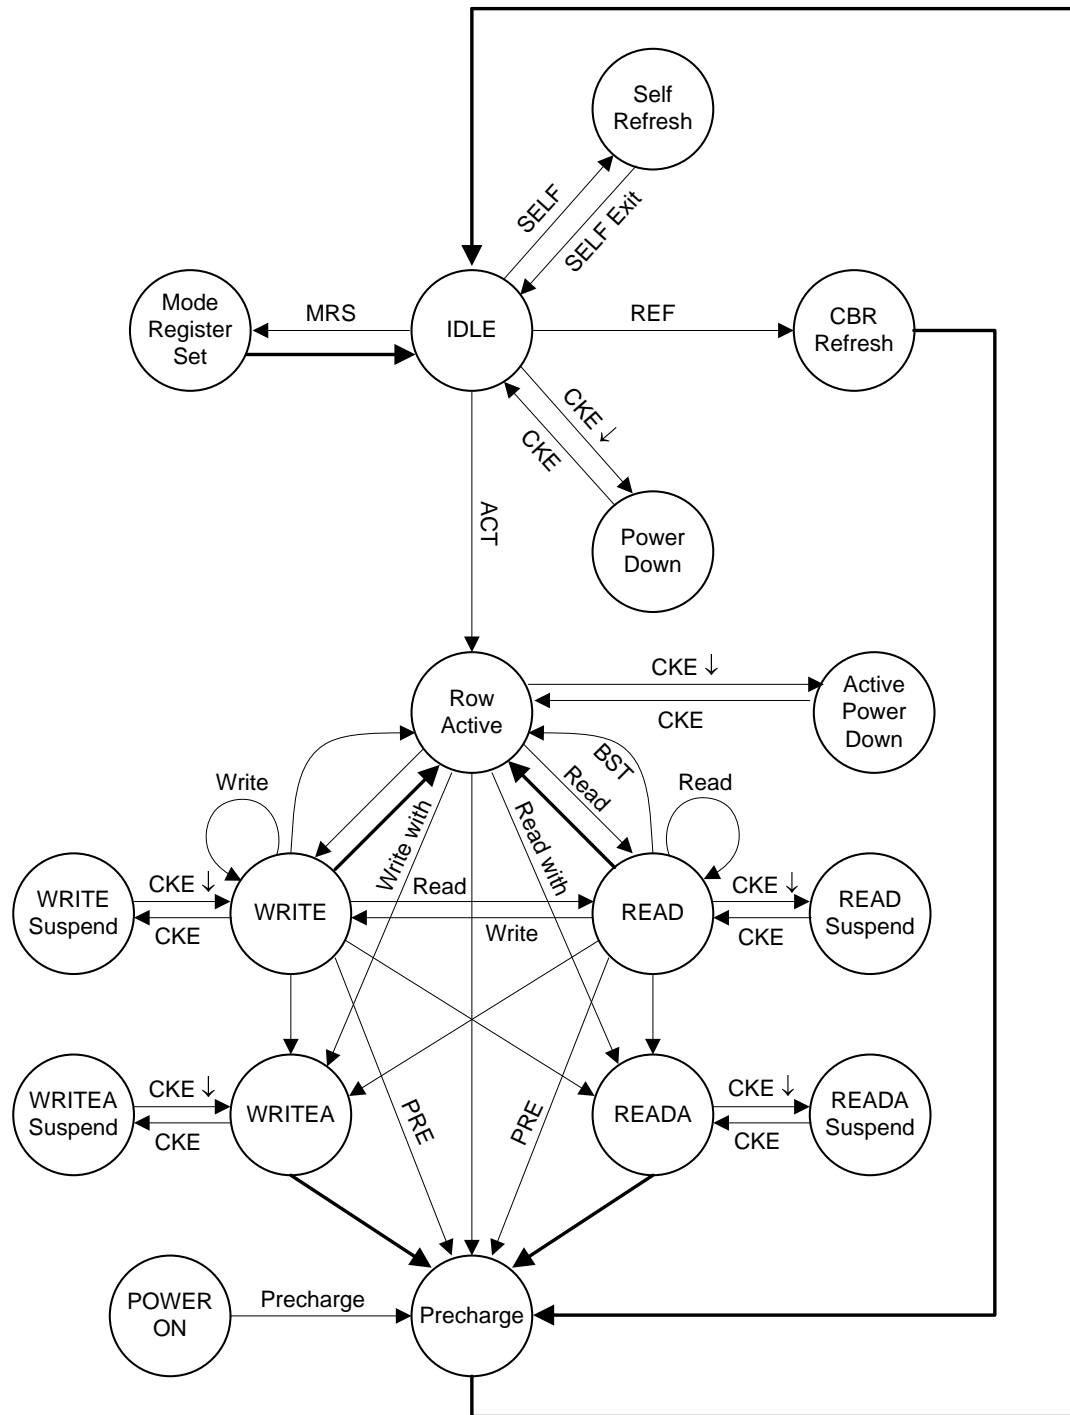 Self
Refresh
SELF
SELF Exit
Mode
Register
Set
MRS
IDLE
REF
CBR
Refresh
CKE ↓
CKE
ACT
Power
Down
Row
Active
CKE ↓
CKE
Active
Power
Down
BST
Read
Write
Read
Write with
Read with
WRITE
Suspend
CKE ↓
CKE
WRITE
Read
Write
READ
CKE ↓
CKE
READ
Suspend
WRITEA
Suspend
CKE ↓
CKE
WRITEA
PRE
PRE
READA
CKE ↓
CKE
READA
Suspend
POWER
ON
Precharge
Precharge